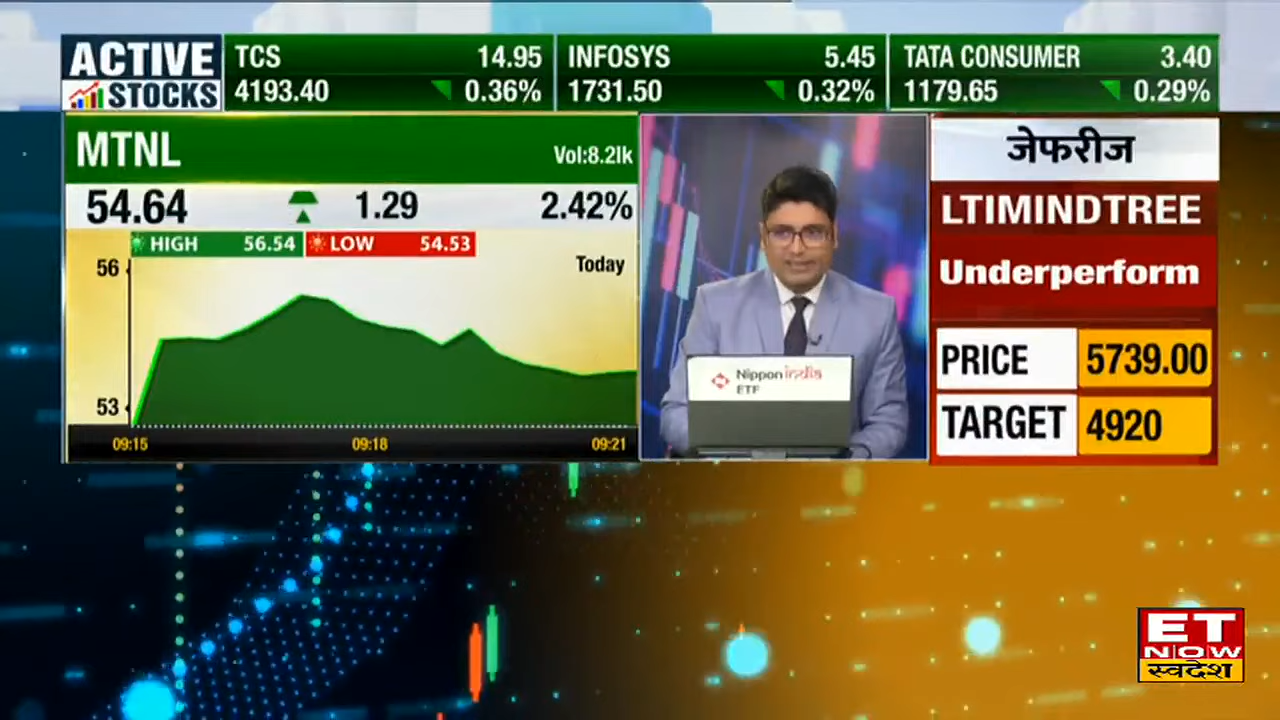 ACTIVE
STOCKS
TCS 14.95
4193.40 0.36%
INFOSYS 5.45
1731.50 0.32%
TATA CONSUMER 3.40
1179.65 0.29%
MTNL Vol:8.2lk
54.64 1.29 2.42%
HIGH 56.54 LOW 54.53
Today
56
53
09:15 09:18 09:21
Nippon india
ETF
जेफरीज
LTIMINDTREE
Underperform
PRICE 5739.00
TARGET 4920
ET
NOW
स्वदेश